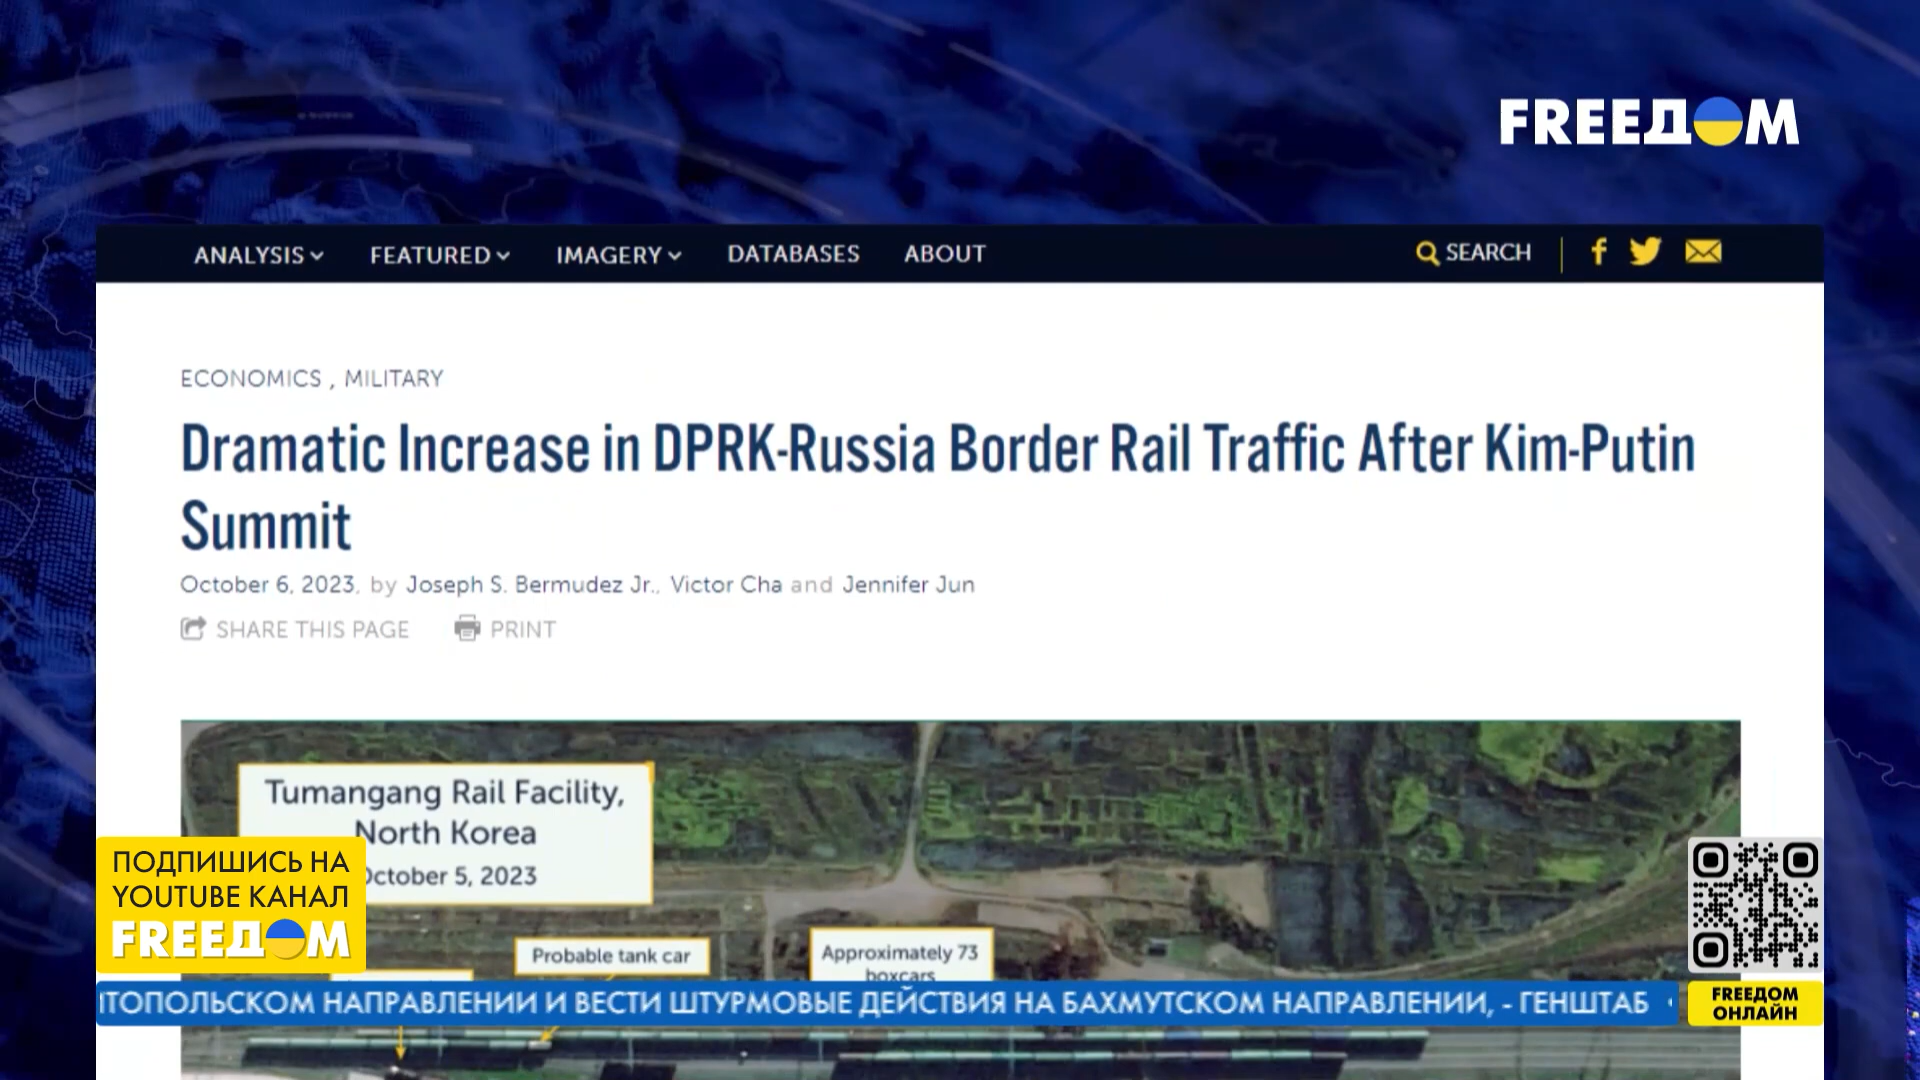 FREEДOM
ANALYSIS FEATURED IMAGERY DATABASES ABOUT SEARCH
ECONOMICS , MILITARY
Dramatic Increase in DPRK-Russia Border Rail Traffic After Kim-Putin
Summit
October 6, 2023, by Joseph S. Bermudez Jr., Victor Cha and Jennifer Jun
SHARE THIS PAGE PRINT
Tumangang Rail Facility,
North Korea
October 5, 2023
Probable tank car
Approximately 73
boxcars
ПОДПИШИСЬ НА
YOUTUBE КАНАЛ
FREEДOM
ТОПОЛЬСКОМ НАПРАВЛЕНИИ И ВЕСТИ ШТУРМОВЫЕ ДЕЙСТВИЯ НА БАХМУТСКОМ НАПРАВЛЕНИИ, - ГЕНШТАБ
FREEДОМ
ОНЛАЙН